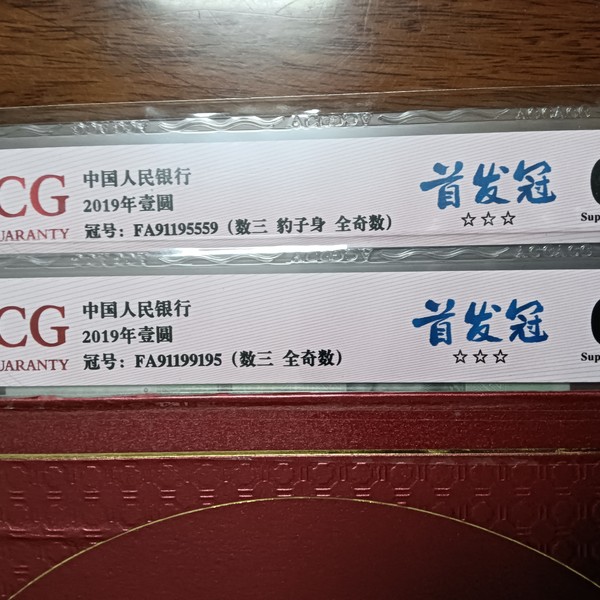 CG
UARANTY
中国人民银行
2019年壹圆
冠号：FA91195559（数三 豹子身 全奇数）
首发冠
☆☆☆
Sup
CG
UARANTY
中国人民银行
2019年壹圆
冠号：FA91199195（数三 全奇数）
首发冠
☆☆☆
Sup